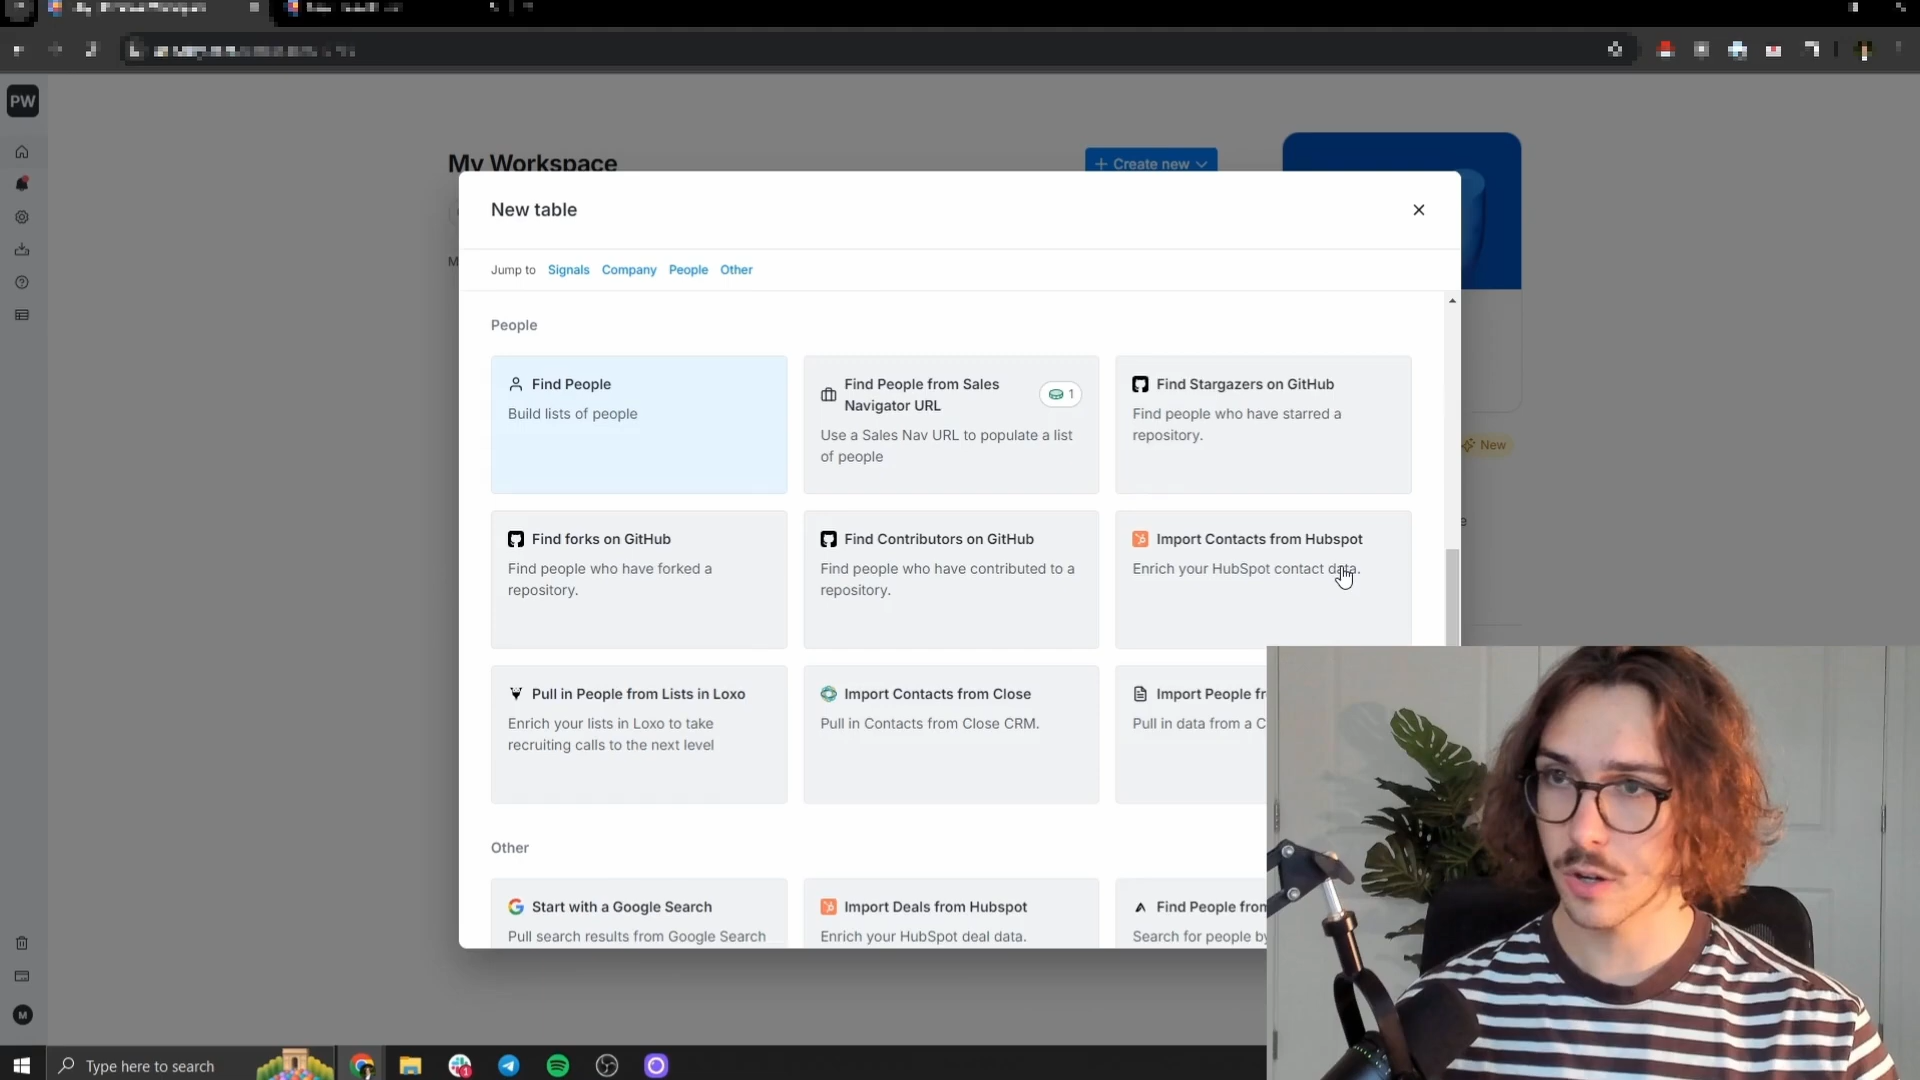 PW
My Workspace
+ Create new
New table
Jump to Signals Company People Other
People
Find People
Build lists of people
Find People from Sales
Navigator URL
1
Use a Sales Nav URL to populate a list
of people
Find Stargazers on GitHub
Find people who have starred a
repository.
New
Find forks on GitHub
Find people who have forked a
repository.
Find Contributors on GitHub
Find people who have contributed to a
repository.
Import Contacts from Hubspot
Enrich your HubSpot contact data.
Pull in People from Lists in Loxo
Enrich your lists in Loxo to take
recruiting calls to the next level
Import Contacts from Close
Pull in Contacts from Close CRM.
Import People
Pull in data from a
Other
Start with a Google Search
Pull search results from Google Search
Import Deals from Hubspot
Enrich your HubSpot deal data.
Find People from
Search for people by
M
Type here to search